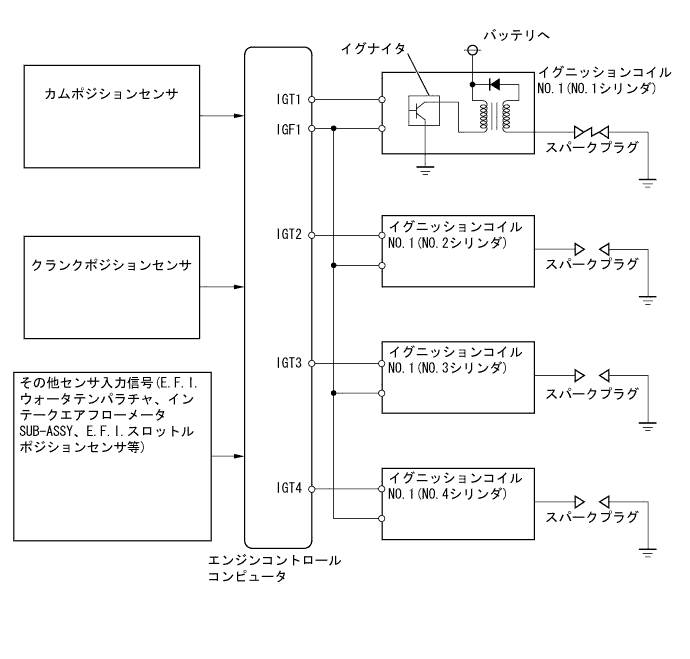 バッテリへ
イグナイタ
イグニッションコイル
NO.1(NO.1シリンダ)
カムポジションセンサ
IGT1
IGF1
スパークプラグ
IGT2
イグニッションコイル
NO.1(NO.2シリンダ)
スパークプラグ
クランクポジションセンサ
IGT3
イグニッションコイル
NO.1(NO.3シリンダ)
スパークプラグ
その他センサ入力信号(E.F.I.
ウォータテンパラチャ、イン
テークエアフローメータ
SUB-ASSY、E.F.I.スロットル
ポジションセンサ等)
IGT4
イグニッションコイル
NO.1(NO.4シリンダ)
スパークプラグ
エンジンコントロール
コンピュータ